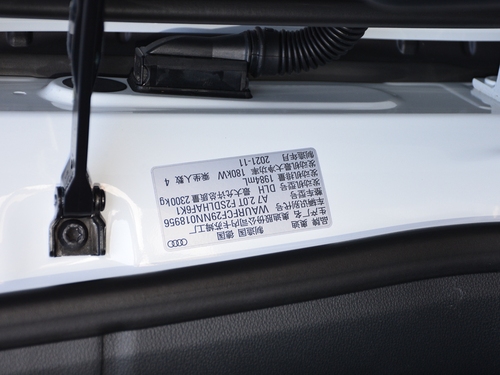 品牌 奥迪 制造国 德国
生产厂名 奥迪股份公司内卡苏姆工厂
车辆识别代号 WAURCF29NN018956
整车型号 A7 2.0T F2SDLHAF6K1
发动机型号 DLH 最大允许总质量 2300kg
发动机排量 1984mL
发动机最大净功率 180kW 乘坐人数 4
制造年月 2021-11